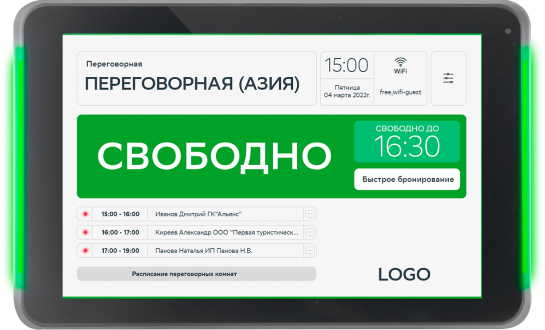 Переговорная
ПЕРЕГОВОРНАЯ (АЗИЯ)
15:00
Пятница
04 марта 2022г.
WiFi
free_wifi-guest
СВОБОДНО
СВОБОДНО ДО
16:30
Быстрое бронирование
15:00 - 16:00 Иванов Дмитрий ГК"Альянс"
16:00 - 17:00 Киреев Александр ООО "Первая туристическ...
17:00 - 19:00 Панова Наталья ИП Панова Н.В.
Расписание переговорных комнат
LOGO